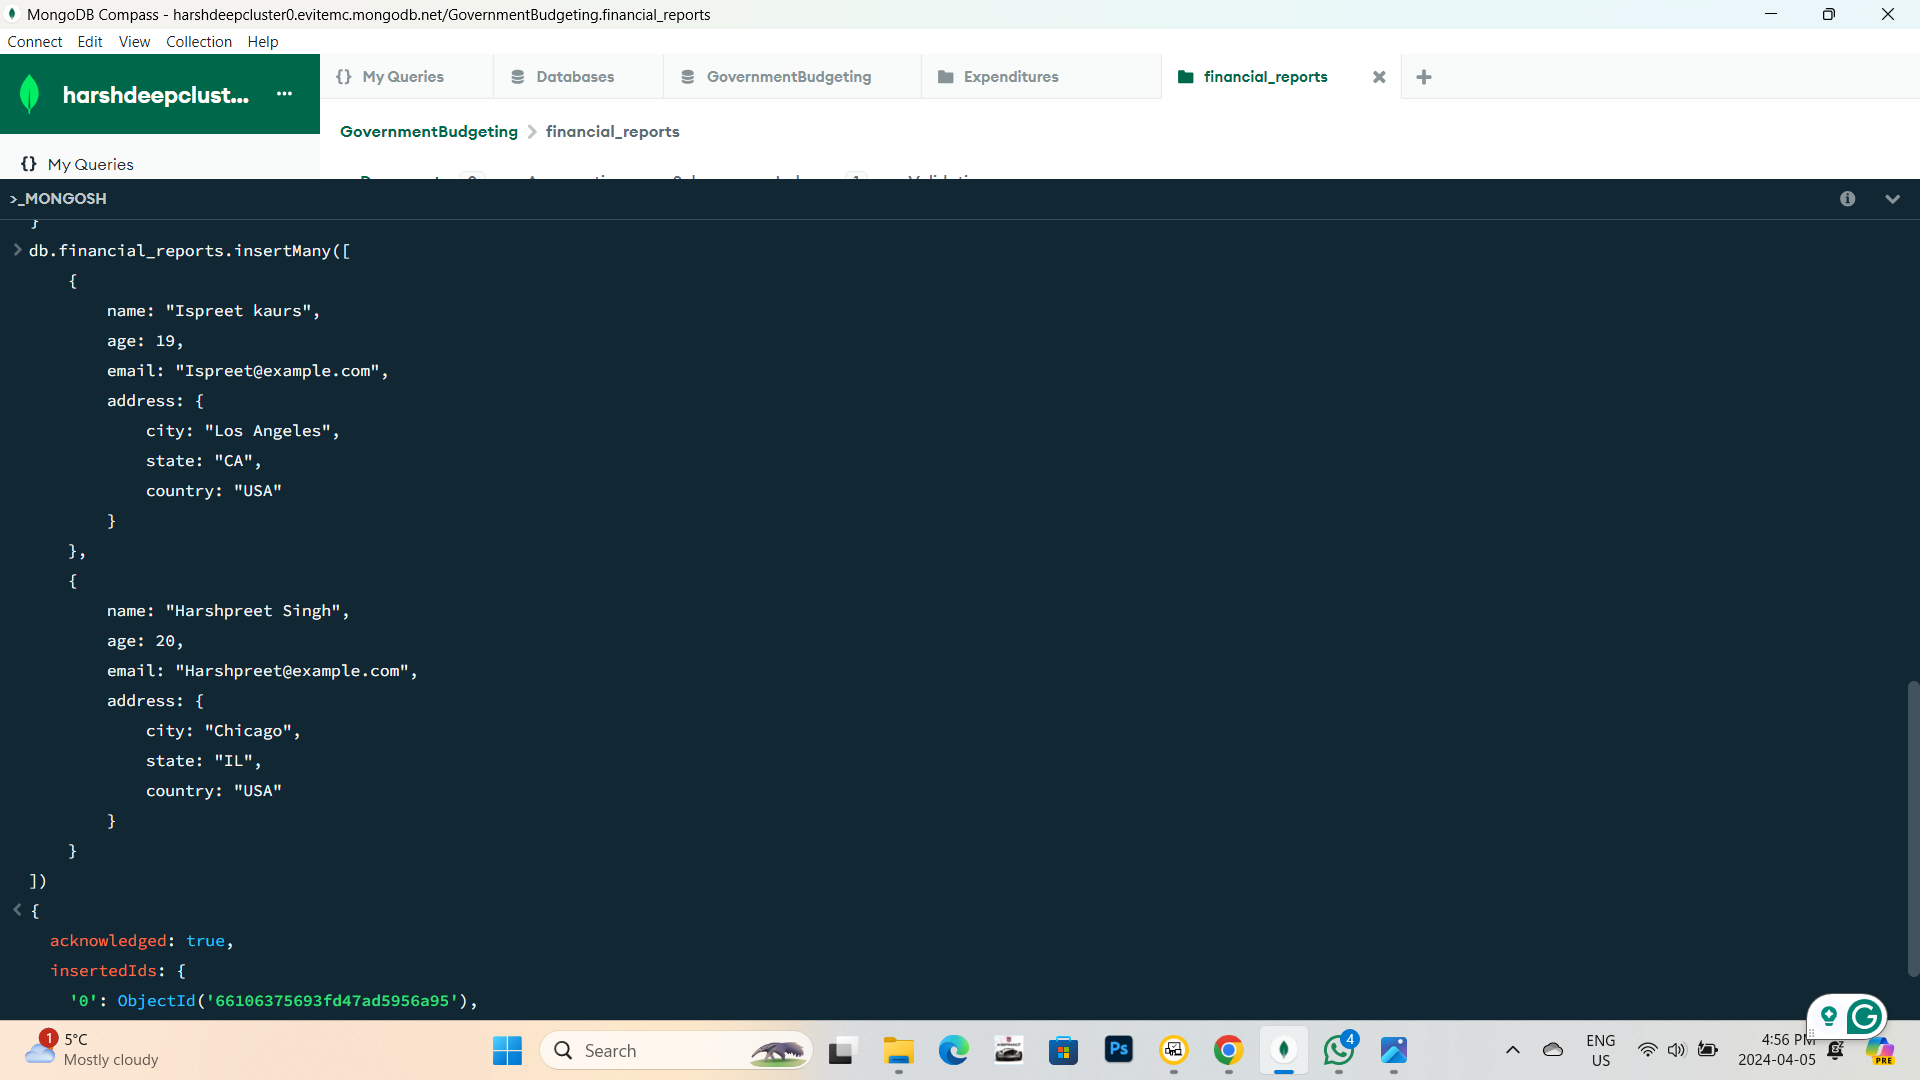 MongoDB Compass - harshdeepcluster0.evitemc.mongodb.net/GovernmentBudgeting.financial_reports
Connect Edit View Collection Help
harshdeepclust... ...
{} My Queries Databases GovernmentBudgeting Expenditures financial_reports
GovernmentBudgeting > financial_reports
{} My Queries
>_MONGOSH
}
> db.financial_reports.insertMany([
{
name: "Ispreet kaurs",
age: 19,
email: "Ispreet@example.com",
address: {
city: "Los Angeles",
state: "CA",
country: "USA"
}
},
{
name: "Harshpreet Singh",
age: 20,
email: "Harshpreet@example.com",
address: {
city: "Chicago",
state: "IL",
country: "USA"
}
}
])
< {
acknowledged: true,
insertedIds: {
'0': ObjectId('66106375693fd47ad5956a95'),
1
5°C
Mostly cloudy
Search
Ps
4
ENG
US
4:56 PM
2024-04-05
PRE